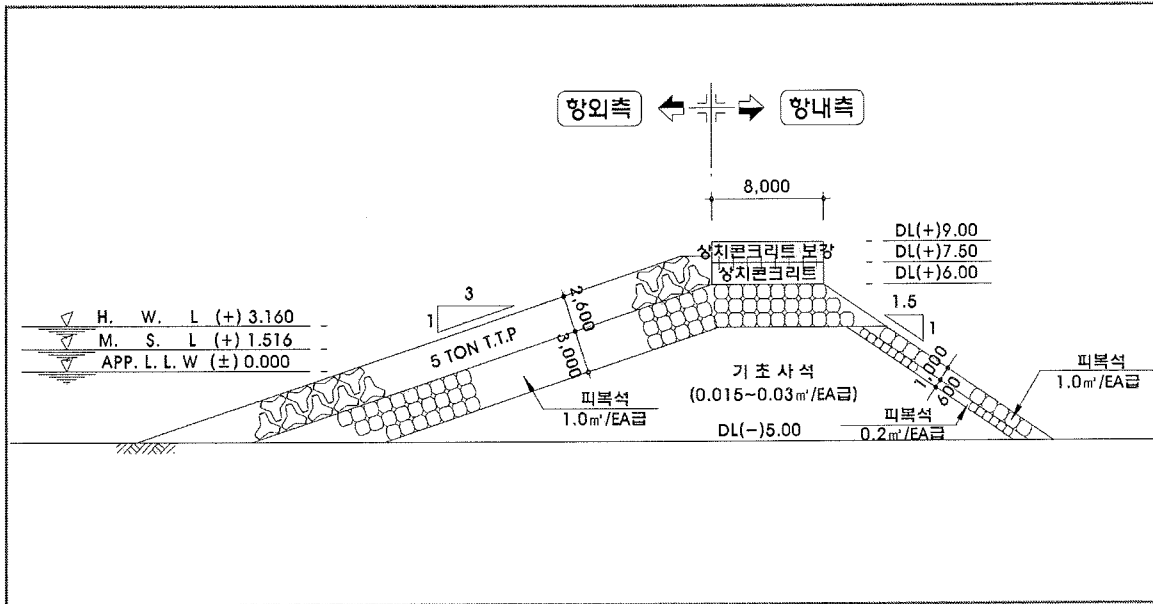 항외측 항내측
8,000
DL(+)9.00
상치콘크리트 보강
DL(+)7.50
상치콘크리트
DL(+)6.00
3
1
2,600
1.5
1
H. W. L (+) 3.160
M. S. L (+) 1.516
APP. L. L. W (±) 0.000
5 TON T.T.P
3,000
피복석
1.0㎥/EA급
기 초 사 석
(0.015~0.03㎥/EA급)
1,000
600
피복석
1.0㎥/EA급
피복석
0.2㎥/EA급
DL(-)5.00